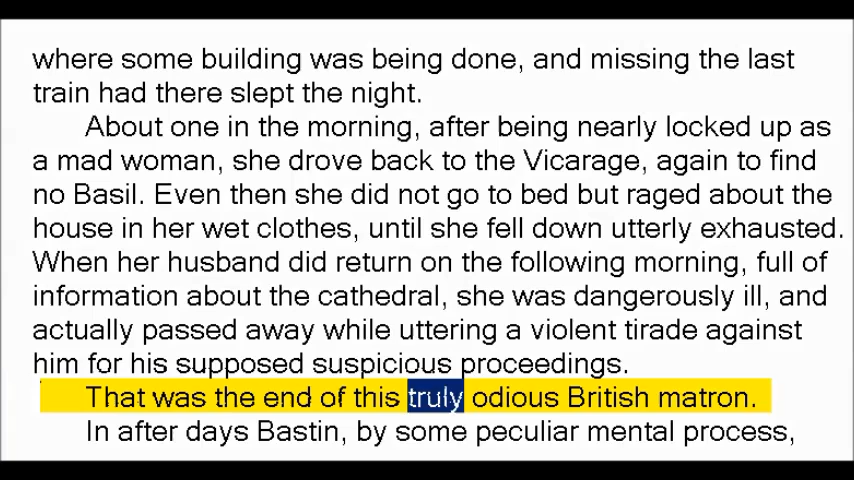 where some building was being done, and missing the last
train had there slept the night.
About one in the morning, after being nearly locked up as
a mad woman, she drove back to the Vicarage, again to find
no Basil. Even then she did not go to bed but raged about the
house in her wet clothes, until she fell down utterly exhausted.
When her husband did return on the following morning, full of
information about the cathedral, she was dangerously ill, and
actually passed away while uttering a violent tirade against
him for his supposed suspicious proceedings.
That was the end of this truly odious British matron.
In after days Bastin, by some peculiar mental process,